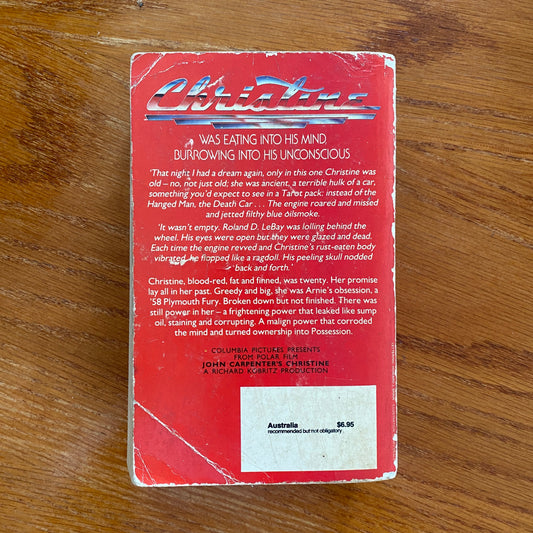 Christine
WAS EATING INTO HIS MIND,
BURROWING INTO HIS UNCONSCIOUS
'That night I had a dream again, only in this one Christine was
old – no, not just old; she was ancient, a terrible hulk of a car,
something you'd expect to see in a Tarot pack: instead of the
Hanged Man, the Death Car . . . The engine roared and missed
and jetted filthy blue oilsmoke.
'It wasn't empty. Roland D. LeBay was lolling behind the
wheel. His eyes were open but they were glazed and dead.
Each time the engine revved and Christine's rust-eaten body
vibrated, he flopped like a ragdoll. His peeling skull nodded
back and forth.'
Christine, blood-red, fat and finned, was twenty. Her promise
lay all in her past. Greedy and big, she was Arnie's obsession, a
'58 Plymouth Fury. Broken down but not finished. There was
still power in her – a frightening power that leaked like sump
oil, staining and corrupting. A malign power that corroded
the mind and turned ownership into Possession.
COLUMBIA PICTURES PRESENTS
FROM POLAR FILM
JOHN CARPENTER'S CHRISTINE
A RICHARD KOBRITZ PRODUCTION
Australia $6.95
recommended but not obligatory